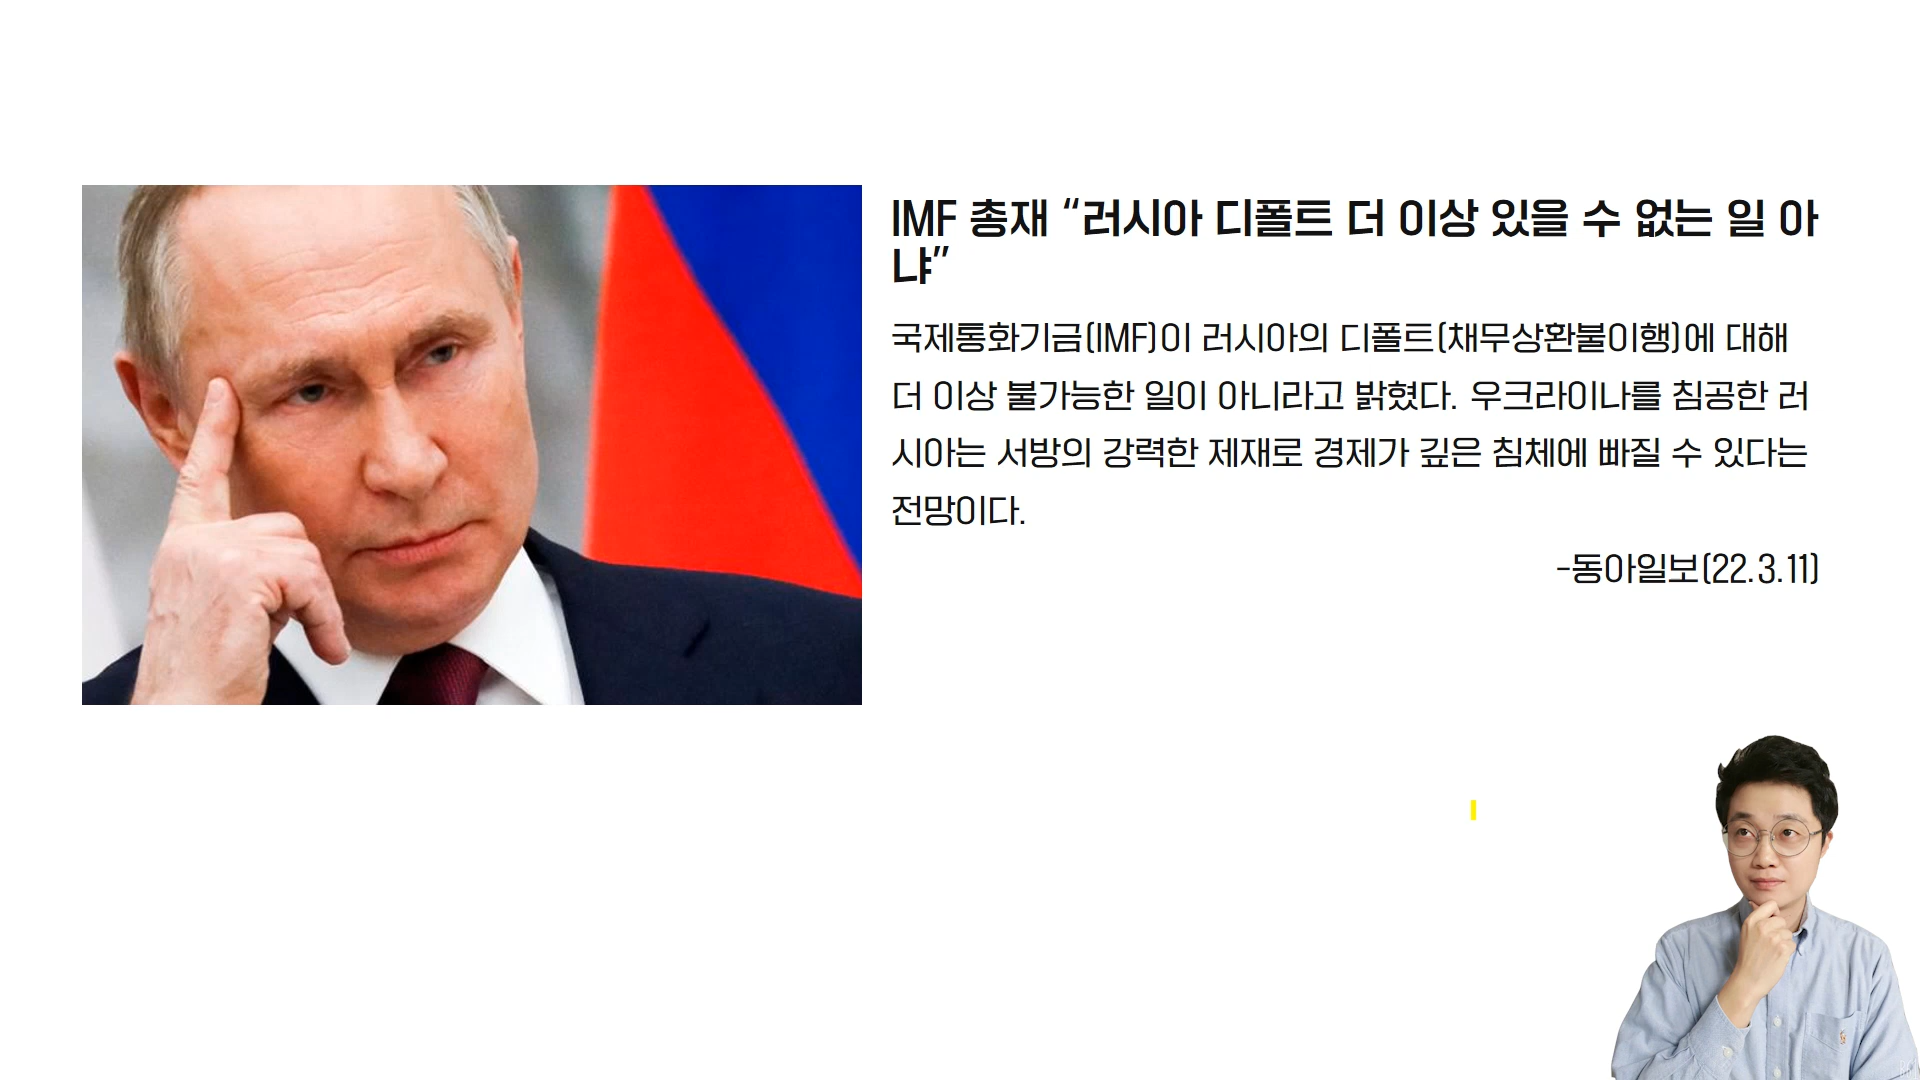 IMF 총재 “러시아 디폴트 더 이상 있을 수 없는 일 아
냐”
국제통화기금(IMF)이 러시아의 디폴트(채무상환불이행)에 대해
더 이상 불가능한 일이 아니라고 밝혔다. 우크라이나를 침공한 러
시아는 서방의 강력한 제재로 경제가 깊은 침체에 빠질 수 있다는
전망이다.
-동아일보(22.3.11)